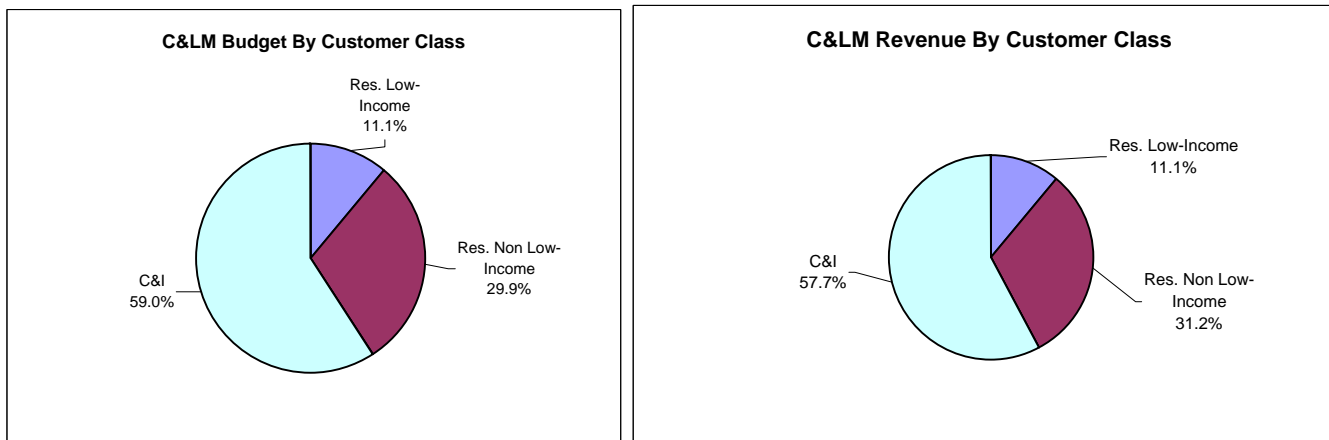 C&LM Budget By Customer Class
Res. Low-
Income
11.1%
Res. Non Low-
Income
29.9%
C&I
59.0%
C&LM Revenue By Customer Class
Res. Low-Income
11.1%
Res. Non Low-
Income
31.2%
C&I
57.7%